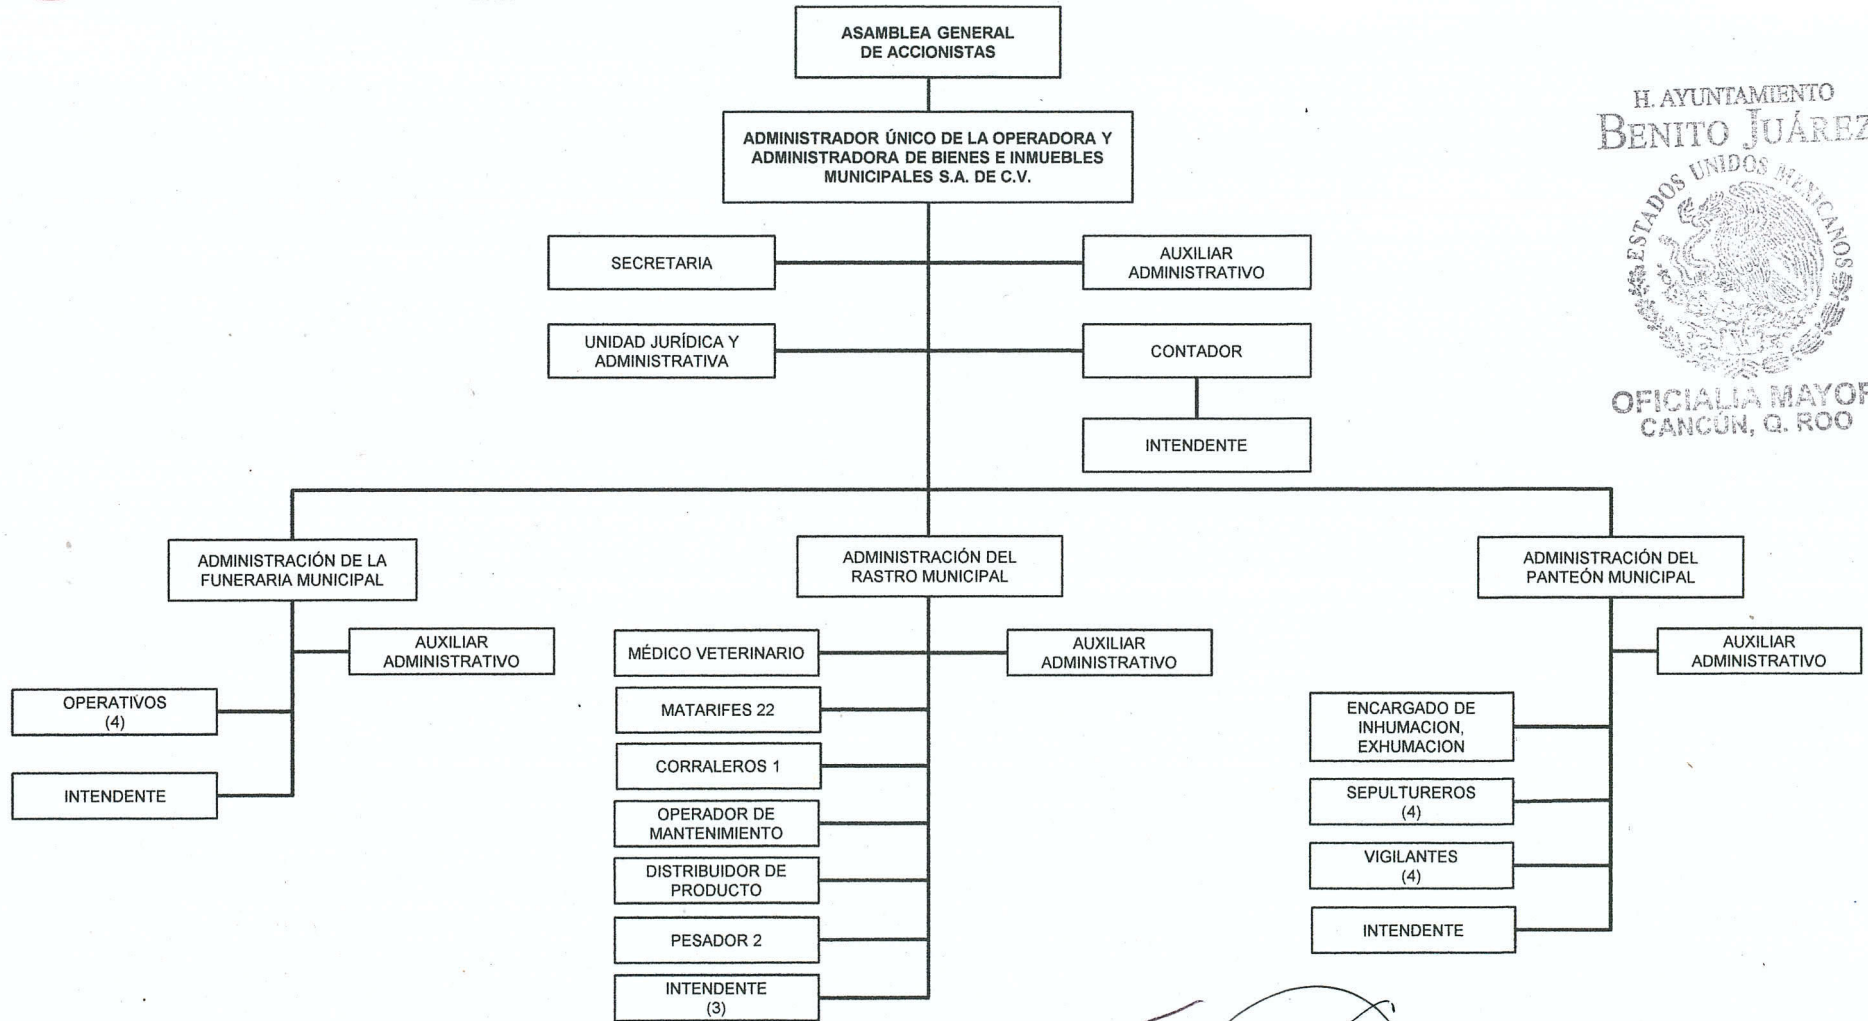 ASAMBLEA GENERAL
DE ACCIONISTAS
ADMINISTRADOR ÚNICO DE LA OPERADORA Y
ADMINISTRADORA DE BIENES E INMUEBLES
MUNICIPALES S.A. DE C.V.
H. AYUNTAMIENTO
BENITO JUÁREZ
ESTADOS UNIDOS MEXICANOS
OFICIALIA MAYOR
CANCÚN, Q. ROO
SECRETARIA
AUXILIAR
ADMINISTRATIVO
UNIDAD JURÍDICA Y
ADMINISTRATIVA
CONTADOR
INTENDENTE
ADMINISTRACIÓN DE LA
FUNERARIA MUNICIPAL
AUXILIAR
ADMINISTRATIVO
OPERATIVOS
(4)
INTENDENTE
ADMINISTRACIÓN DEL
RASTRO MUNICIPAL
MÉDICO VETERINARIO
AUXILIAR
ADMINISTRATIVO
MATARIFES 22
CORRALEROS 1
OPERADOR DE
MANTENIMIENTO
DISTRIBUIDOR DE
PRODUCTO
PESADOR 2
INTENDENTE
(3)
ADMINISTRACIÓN DEL
PANTEÓN MUNICIPAL
AUXILIAR
ADMINISTRATIVO
ENCARGADO DE
INHUMACION,
EXHUMACION
SEPULTUREROS
(4)
VIGILANTES
(4)
INTENDENTE